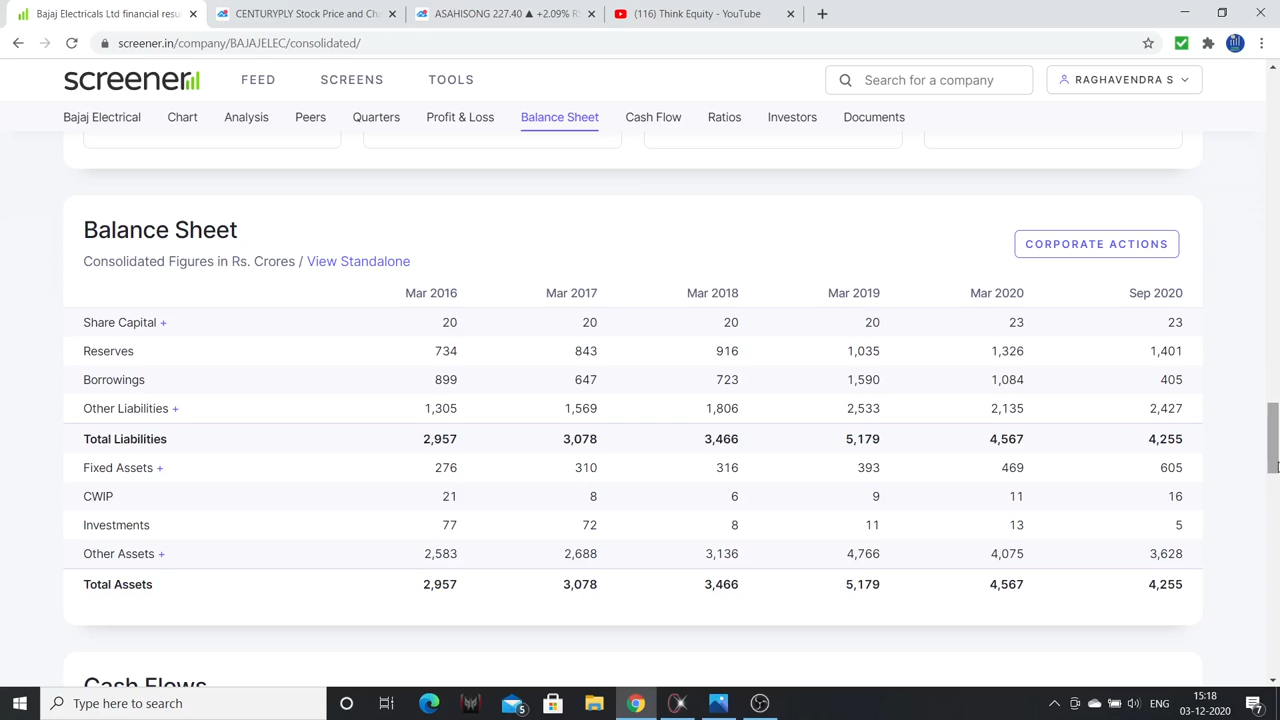 Bajaj Electricals Ltd financial resu
CENTURYPLY Stock Price and Ch
ASAHISONG 227.40 ▲ +2.09% R
(116) Think Equity - YouTube
screener.in/company/BAJAJELEC/consolidated/
screener
FEED SCREENS TOOLS
Search for a company
RAGHAVENDRA S
Bajaj Electrical Chart Analysis Peers Quarters Profit & Loss Balance Sheet Cash Flow Ratios Investors Documents
Balance Sheet
CORPORATE ACTIONS
Consolidated Figures in Rs. Crores / View Standalone
Mar 2016 Mar 2017 Mar 2018 Mar 2019 Mar 2020 Sep 2020
Share Capital + 20 20 20 20 23 23
Reserves 734 843 916 1,035 1,326 1,401
Borrowings 899 647 723 1,590 1,084 405
Other Liabilities + 1,305 1,569 1,806 2,533 2,135 2,427
Total Liabilities 2,957 3,078 3,466 5,179 4,567 4,255
Fixed Assets + 276 310 316 393 469 605
CWIP 21 8 6 9 11 16
Investments 77 72 8 11 13 5
Other Assets + 2,583 2,688 3,136 4,766 4,075 3,628
Total Assets 2,957 3,078 3,466 5,179 4,567 4,255
Cash Flows
Type here to search
5
ENG
15:18
03-12-2020
7